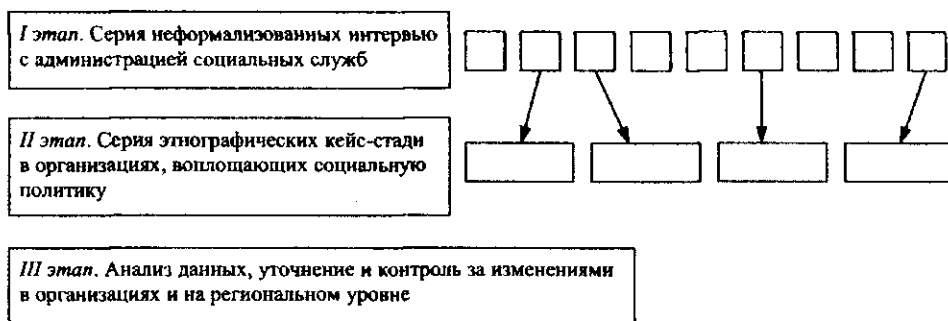 I этап. Серия неформализованных интервью
с администрацией социальных служб
II этап. Серия этнографических кейс-стади
в организациях, воплощающих социальную
политику
III этап. Анализ данных, уточнение и контроль за изменениями
в организациях и на региональном уровне